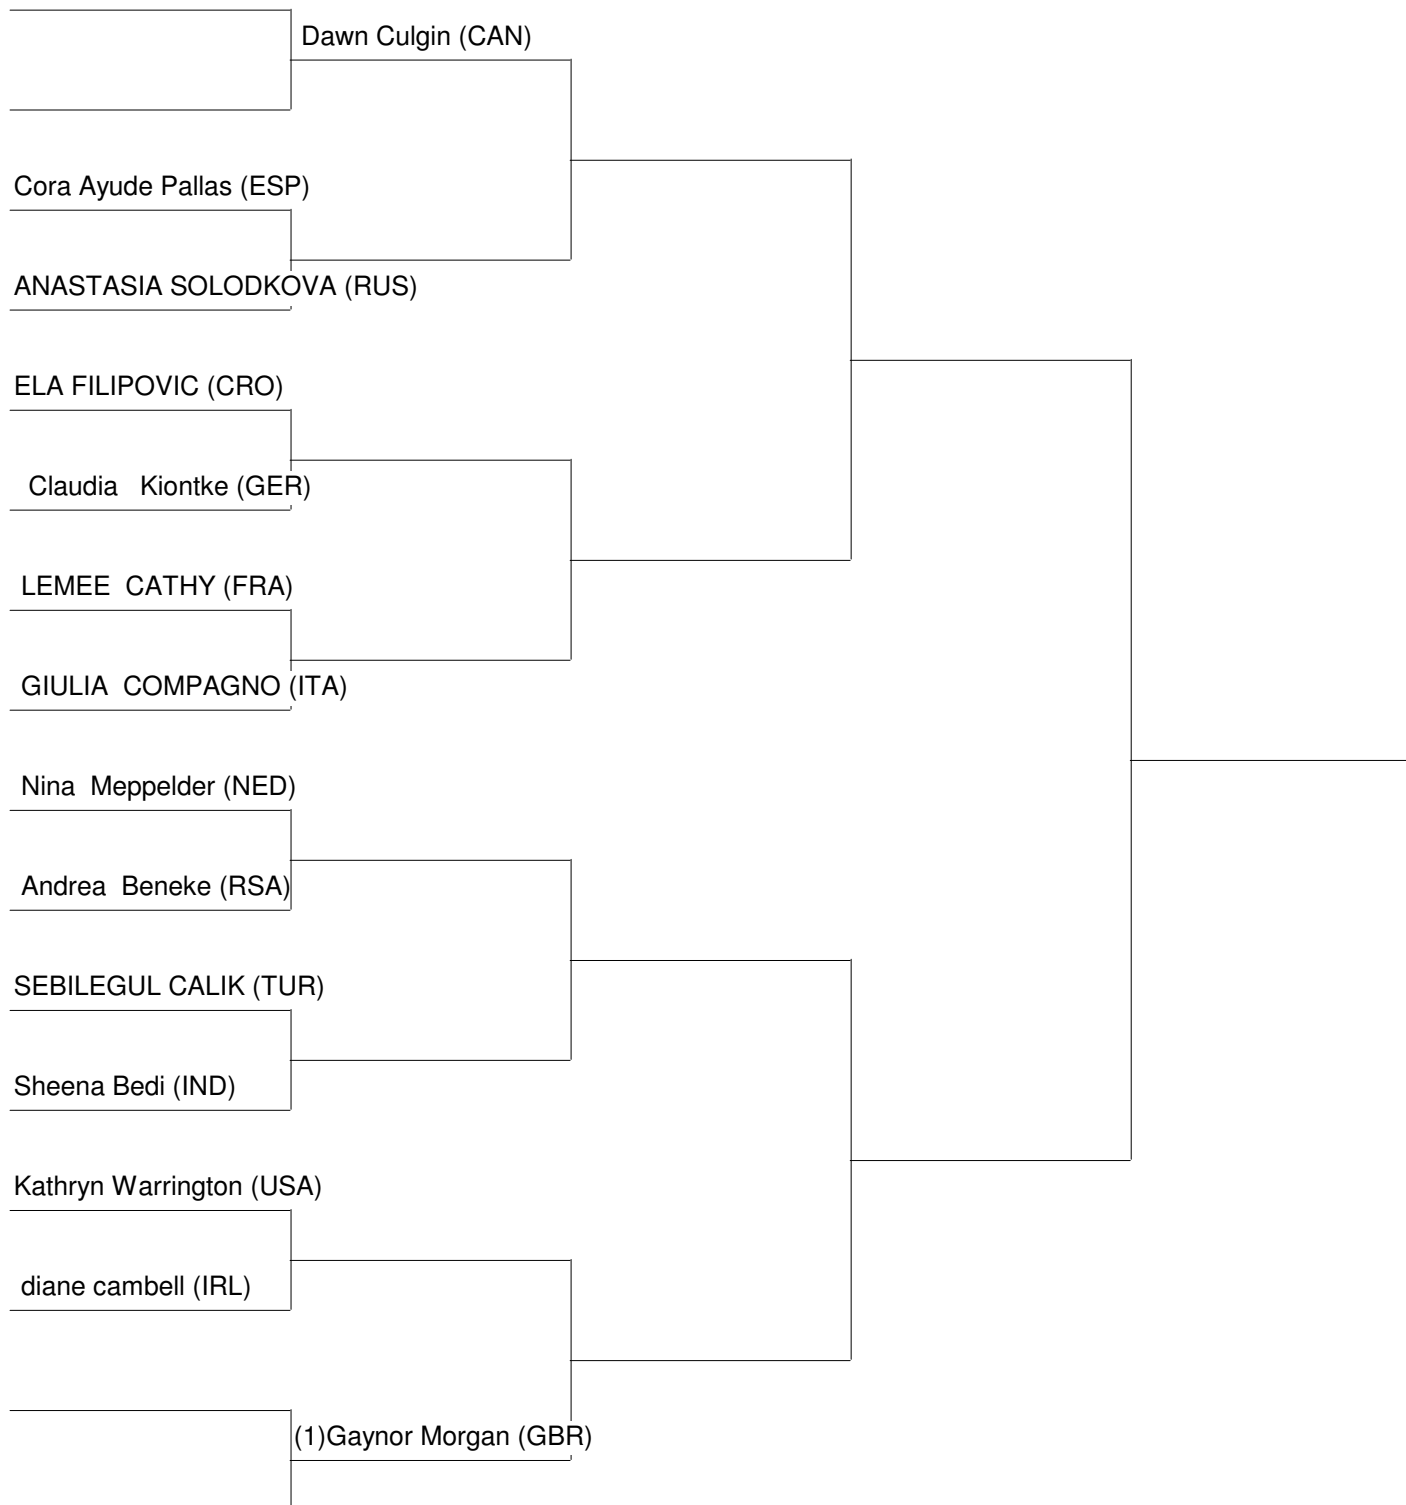 Dawn Culgin (CAN)
Cora Ayude Pallas (ESP)
ANASTASIA SOLODKOVA (RUS)
ELA FILIPOVIC (CRO)
Claudia Kiontke (GER)
LEMEE CATHY (FRA)
GIULIA COMPAGNO (ITA)
Nina Meppelder (NED)
Andrea Beneke (RSA)
SEBILEGUL CALIK (TUR)
Sheena Bedi (IND)
Kathryn Warrington (USA)
diane cambell (IRL)
(1)Gaynor Morgan (GBR)